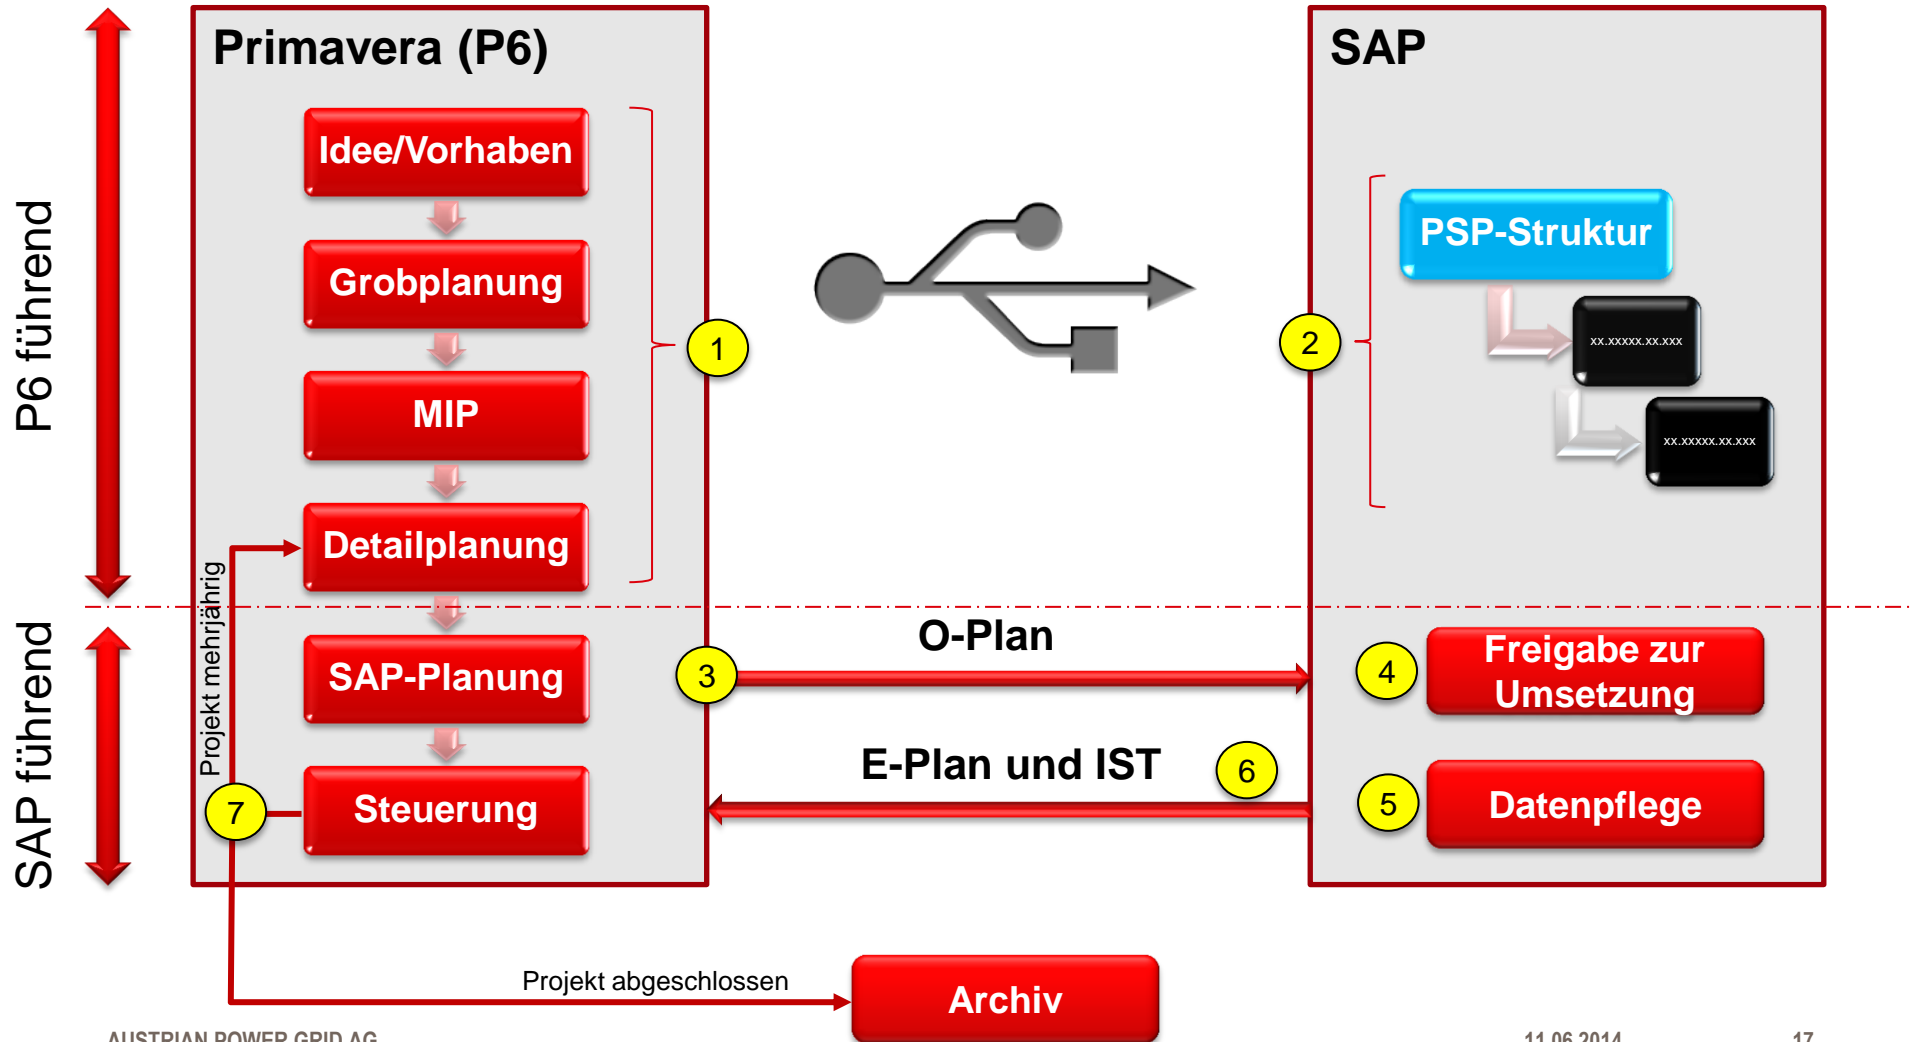 Primavera (P6)
SAP
P6 führend
Idee/Vorhaben
Grobplanung
MIP
Detailplanung
1
2
PSP-Struktur
xx.xxxxx.xx.xxx
xx.xxxxx.xx.xxx
SAP führend
Projekt mehrjährig
SAP-Planung
Steuerung
3
O-Plan
4
Freigabe zur
Umsetzung
E-Plan und IST
6
5
Datenpflege
7
Projekt abgeschlossen
Archiv
AUSTRIAN POWER GRID AG
11.06.2014
17